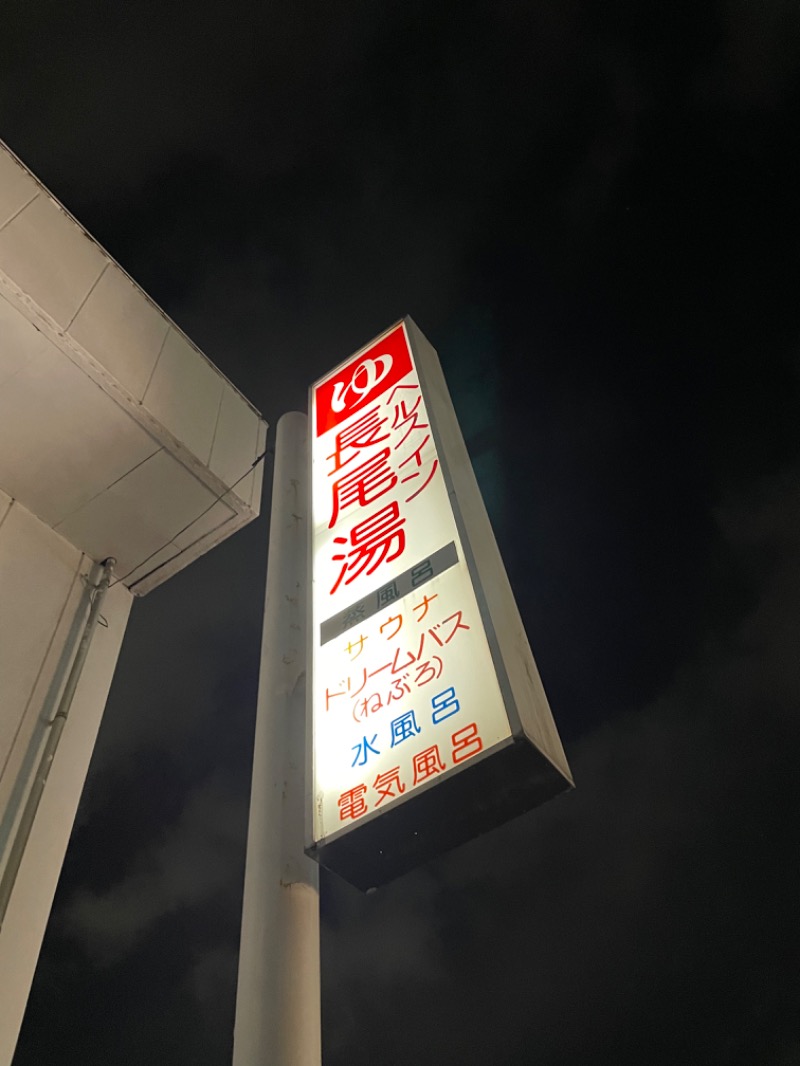 ゆ
ヘルスイン
長尾湯
蒸風呂
サウナ
ドリームバス
(ねぶろ)
水風呂
電気風呂